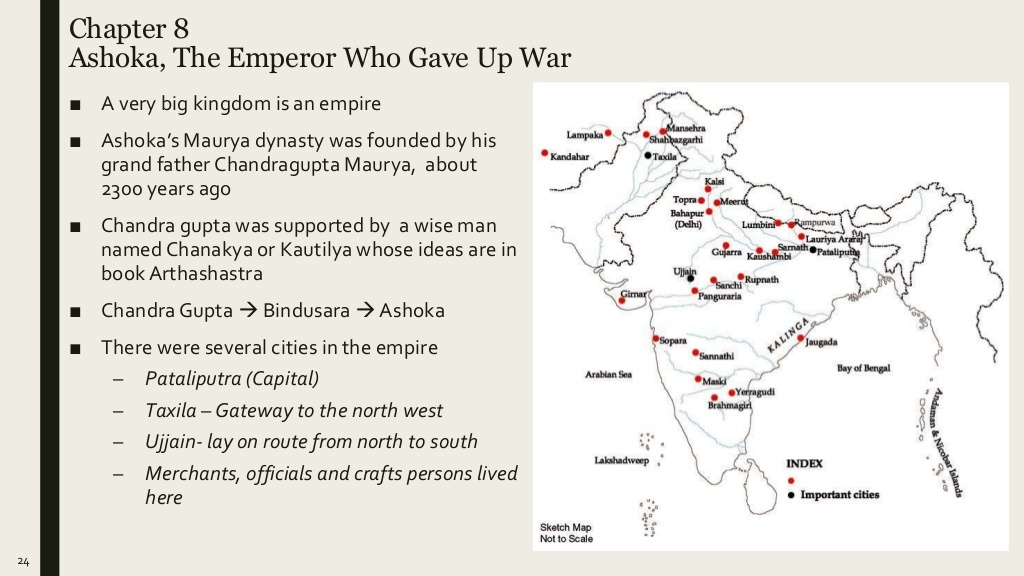 Chapter 8
Ashoka, The Emperor Who Gave Up War
■ A very big kingdom is an empire
■ Ashoka's Maurya dynasty was founded by his
grand father Chandragupta Maurya, about
2300 years ago
■ Chandra gupta was supported by a wise man
named Chanakya or Kautilya whose ideas are in
book Arthashastra
■ Chandra Gupta → Bindusara → Ashoka
■ There were several cities in the empire
– Pataliputra (Capital)
– Taxila – Gateway to the north west
– Ujjain- lay on route from north to south
– Merchants, officials and crafts persons lived
here
24
Lampaka
Mansehra
Shahbazgarhi
Kandahar
Taxila
Kalsi
Topra
Meerut
Bahapur
(Delhi)
Lumbini
Rampurwa
Lauriya Araraj
Sarnath
Pataliputra
Gujarra
Kaushambi
Ujjain
Sanchi
Rupnath
Panguraria
Girnar
KALINGA
Sopara
Jaugada
Sannathi
Arabian Sea
Bay of Bengal
Maski
Yerragudi
Brahmagiri
Andaman & Nicobar Islands
Lakshadweep
INDEX
Important cities
Sketch Map
Not to Scale